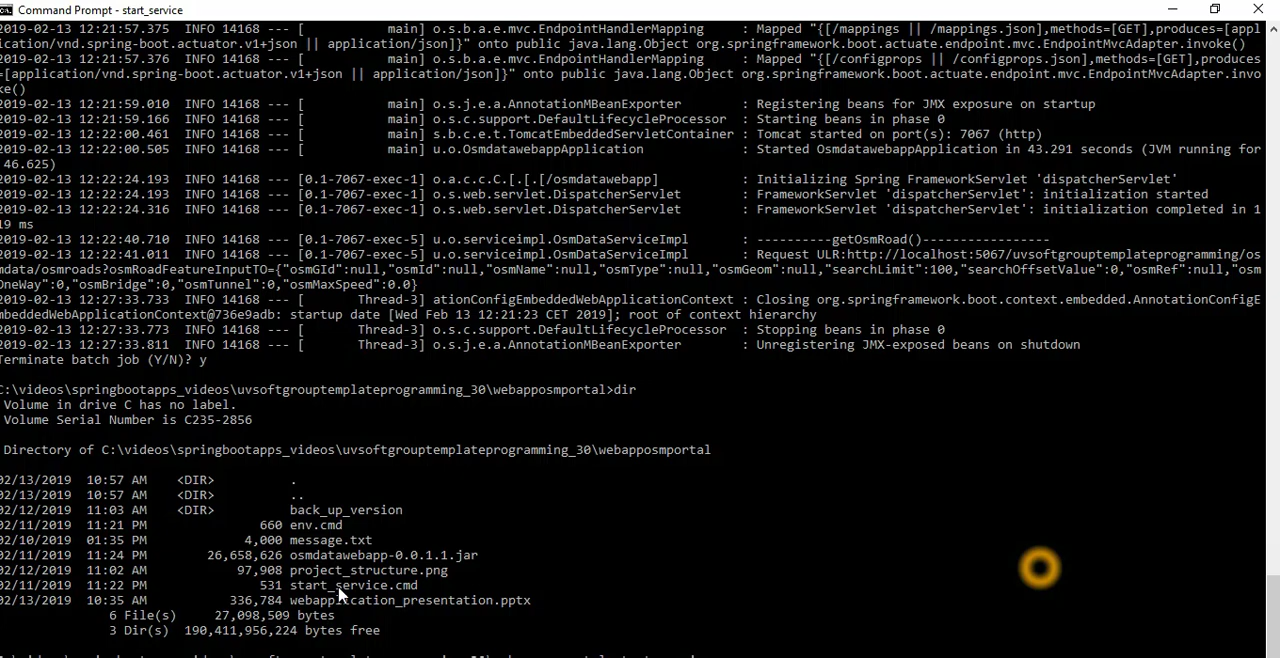 Command Prompt - start_service
2019-02-13 12:21:57.375  INFO 14168 --- [           main] o.s.b.a.e.mvc.EndpointHandlerMapping     : Mapped "{[/mappings || /mappings.json],methods=[GET],produces=[appl
ication/vnd.spring-boot.actuator.v1+json || application/json]}" onto public java.lang.Object org.springframework.boot.actuate.endpoint.mvc.EndpointMvcAdapter.invoke()
2019-02-13 12:21:57.376  INFO 14168 --- [           main] o.s.b.a.e.mvc.EndpointHandlerMapping     : Mapped "{[/configprops || /configprops.json],methods=[GET],produces
=[application/vnd.spring-boot.actuator.v1+json || application/json]}" onto public java.lang.Object org.springframework.boot.actuate.endpoint.mvc.EndpointMvcAdapter.invo
ke()
2019-02-13 12:21:59.010  INFO 14168 --- [           main] o.s.j.e.a.AnnotationMBeanExporter        : Registering beans for JMX exposure on startup
2019-02-13 12:21:59.166  INFO 14168 --- [           main] o.s.c.support.DefaultLifecycleProcessor  : Starting beans in phase 0
2019-02-13 12:22:00.461  INFO 14168 --- [           main] s.b.c.e.t.TomcatEmbeddedServletContainer : Tomcat started on port(s): 7067 (http)
2019-02-13 12:22:00.505  INFO 14168 --- [           main] u.o.OsmdatawebappApplication             : Started OsmdatawebappApplication in 43.291 seconds (JVM running for
46.625)
2019-02-13 12:22:24.193  INFO 14168 --- [0.1-7067-exec-1] o.a.c.c.C.[.[.[/osmdatawebapp]           : Initializing Spring FrameworkServlet 'dispatcherServlet'
2019-02-13 12:22:24.193  INFO 14168 --- [0.1-7067-exec-1] o.s.web.servlet.DispatcherServlet        : FrameworkServlet 'dispatcherServlet': initialization started
2019-02-13 12:22:24.316  INFO 14168 --- [0.1-7067-exec-1] o.s.web.servlet.DispatcherServlet        : FrameworkServlet 'dispatcherServlet': initialization completed in 1
19 ms
2019-02-13 12:22:40.710  INFO 14168 --- [0.1-7067-exec-5] u.o.serviceimpl.OsmDataServiceImpl       : ----------getOsmRoad()----------------
2019-02-13 12:22:41.011  INFO 14168 --- [0.1-7067-exec-5] u.o.serviceimpl.OsmDataServiceImpl       : Request ULR:http://localhost:5067/uvsoftgrouptemplateprogramming/os
mdata/osmroads?osmRoadFeatureInputTO={"osmGId":null,"osmId":null,"osmName":null,"osmType":null,"osmGeom":null,"searchLimit":100,"searchOffsetValue":0,"osmRef":null,"osm
OneWay":0,"osmBridge":0,"osmTunnel":0,"osmMaxSpeed":0.0}
2019-02-13 12:27:33.733  INFO 14168 --- [       Thread-3] ationConfigEmbeddedWebApplicationContext : Closing org.springframework.boot.context.embedded.AnnotationConfigE
mbeddedWebApplicationContext@736e9adb: startup date [Wed Feb 13 12:21:23 CET 2019]; root of context hierarchy
2019-02-13 12:27:33.773  INFO 14168 --- [       Thread-3] o.s.c.support.DefaultLifecycleProcessor  : Stopping beans in phase 0
2019-02-13 12:27:33.811  INFO 14168 --- [       Thread-3] o.s.j.e.a.AnnotationMBeanExporter        : Unregistering JMX-exposed beans on shutdown
Terminate batch job (Y/N)? y
C:\videos\springbootapps_videos\uvsoftgrouptemplateprogramming_30\webapposmportal>dir
Volume in drive C has no label.
Volume Serial Number is C235-2856
Directory of C:\videos\springbootapps_videos\uvsoftgrouptemplateprogramming_30\webapposmportal
02/13/2019  10:57 AM    <DIR>          .
02/13/2019  10:57 AM    <DIR>          ..
02/12/2019  11:03 AM    <DIR>          back_up_version
02/11/2019  11:21 PM               660 env.cmd
02/10/2019  01:35 PM             4,000 message.txt
02/11/2019  11:24 PM        26,658,626 osmdatawebapp-0.0.1.1.jar
02/12/2019  11:02 AM            97,908 project_structure.png
02/11/2019  11:22 PM               531 start_service.cmd
02/13/2019  10:35 AM           336,784 webapplication_presentation.pptx
6 File(s)     27,098,509 bytes
3 Dir(s)  190,411,956,224 bytes free